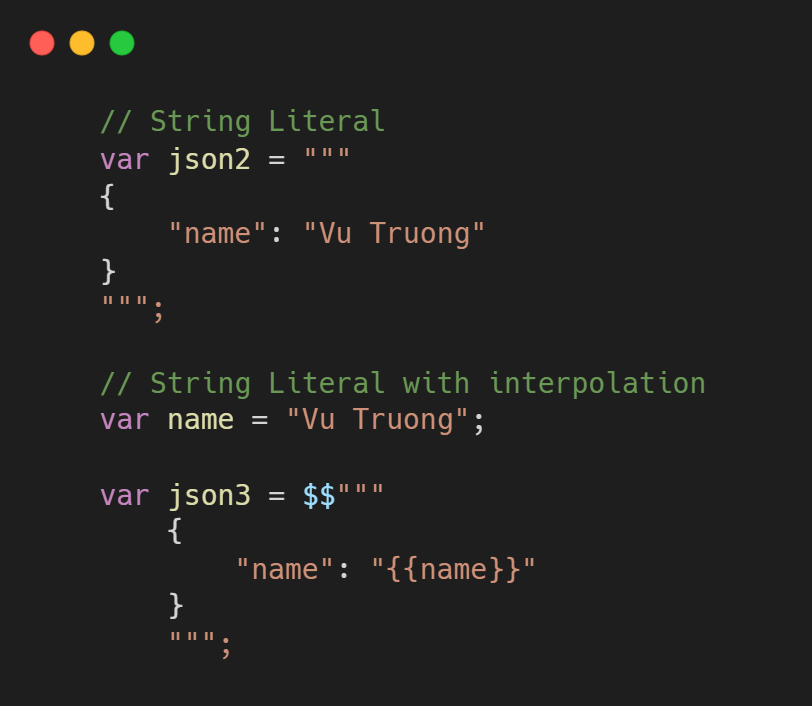 // String Literal
var json2 = """
{
    "name": "Vu Truong"
}
""";

// String Literal with interpolation
var name = "Vu Truong";

var json3 = $$"""
    {
        "name": "{{name}}"
    }
    """;